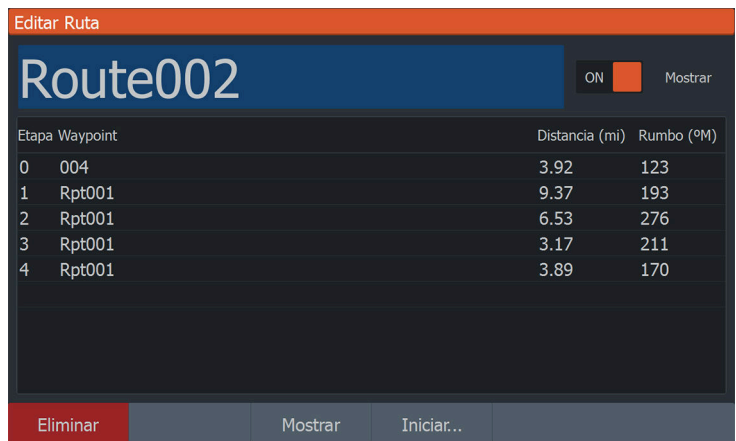 Editar Ruta
Route002
ON Mostrar
Etapa Waypoint Distancia (mi) Rumbo (ºM)
0 004 3.92 123
1 Rpt001 9.37 193
2 Rpt001 6.53 276
3 Rpt001 3.17 211
4 Rpt001 3.89 170
Eliminar Mostrar Iniciar...